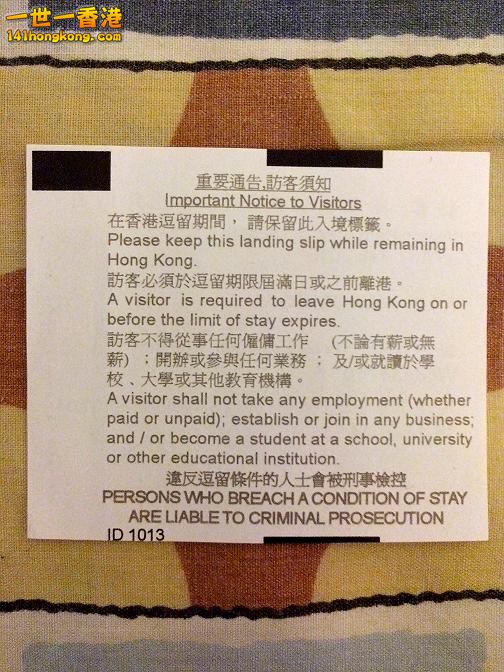 一世一香港
141hongkong.com
重要通告,訪客須知
Important Notice to Visitors
在香港逗留期間，請保留此入境標籤。
Please keep this landing slip while remaining in
Hong Kong.
訪客必須於逗留期限屆滿日或之前離港。
A visitor is required to leave Hong Kong on or
before the limit of stay expires.
訪客不得從事任何僱傭工作 (不論有薪或無
薪)；開辦或參與任何業務；及/或就讀於學
校、大學或其他教育機構。
A visitor shall not take any employment (whether
paid or unpaid); establish or join in any business;
and / or become a student at a school, university
or other educational institution.
違反逗留條件的人士會被刑事檢控
PERSONS WHO BREACH A CONDITION OF STAY
ARE LIABLE TO CRIMINAL PROSECUTION
ID 1013